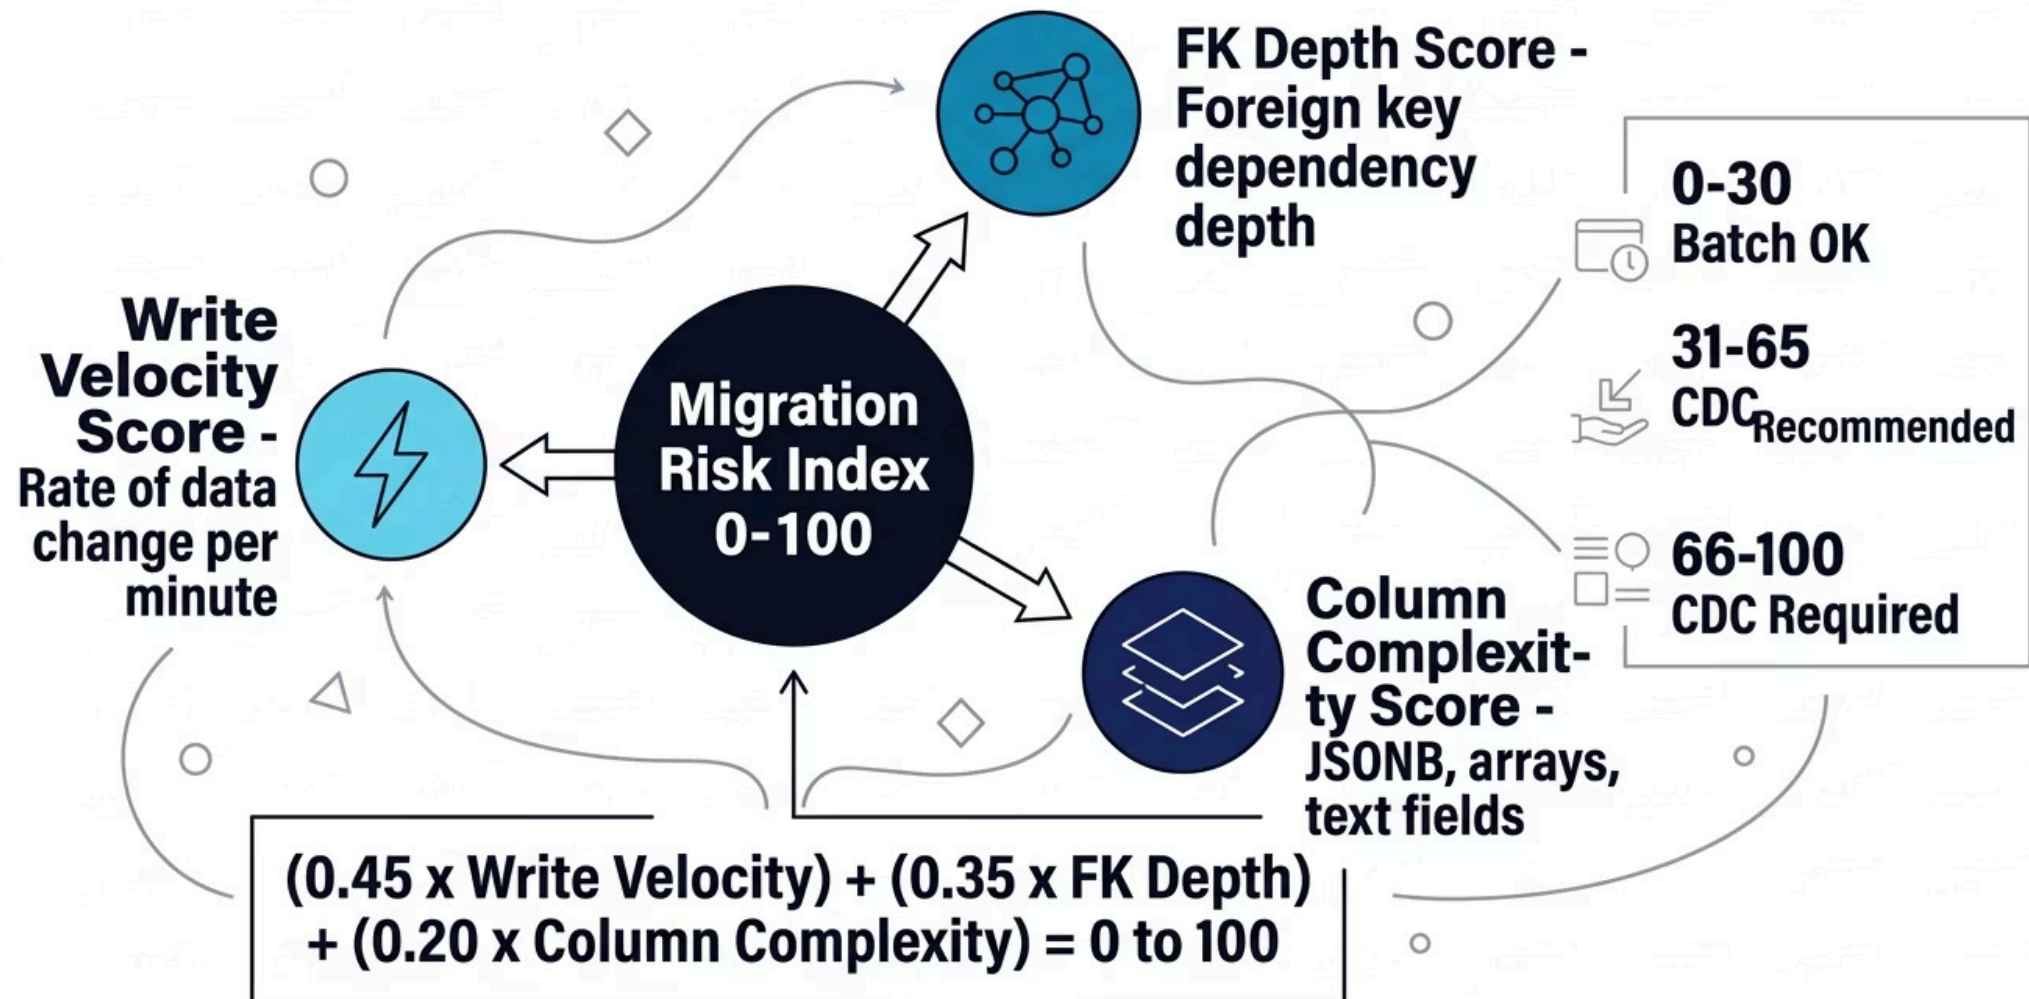 FK Depth Score -
Foreign key
dependency
depth
0-30
Batch OK
31-65
CDC Recommended
66-100
CDC Required
Write
Velocity
Score -
Rate of data
change per
minute
Migration
Risk Index
0-100
Column
Complexit-
ty Score -
JSONB, arrays,
text fields
(0.45 x Write Velocity) + (0.35 x FK Depth)
+ (0.20 x Column Complexity) = 0 to 100